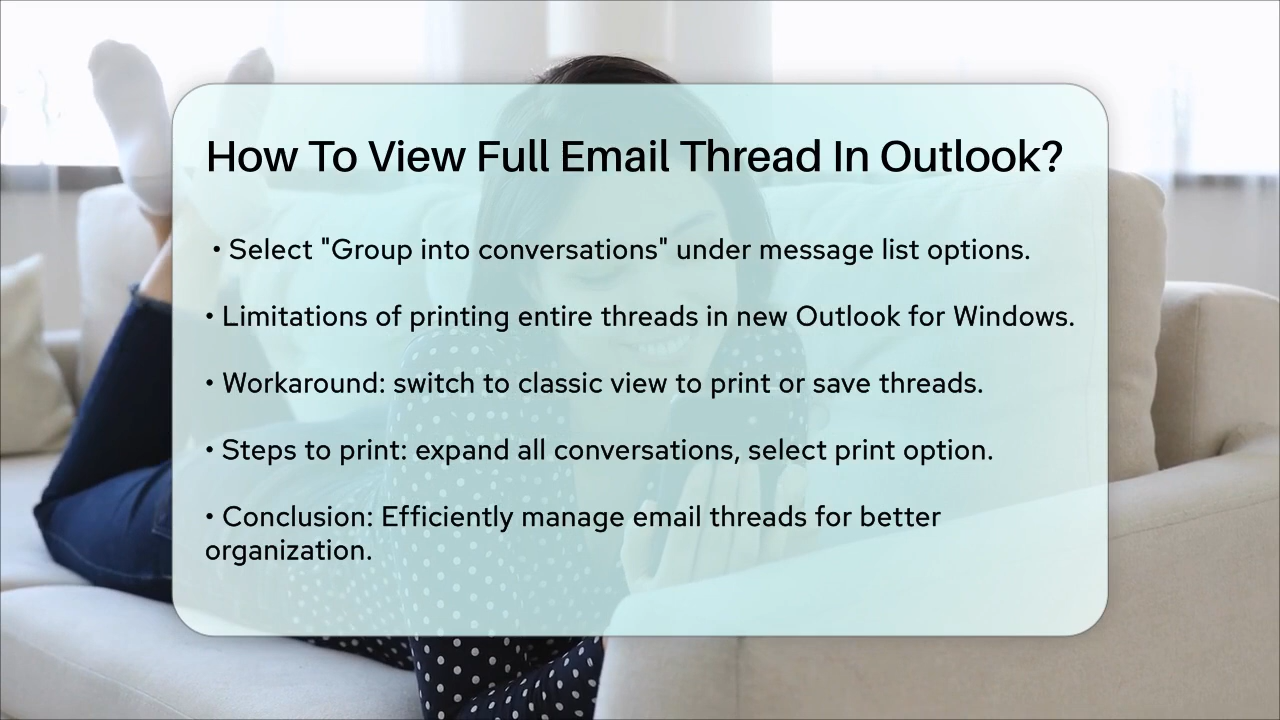 How To View Full Email Thread In Outlook?
• Select "Group into conversations" under message list options.
• Limitations of printing entire threads in new Outlook for Windows.
• Workaround: switch to classic view to print or save threads.
• Steps to print: expand all conversations, select print option.
• Conclusion: Efficiently manage email threads for better
organization.